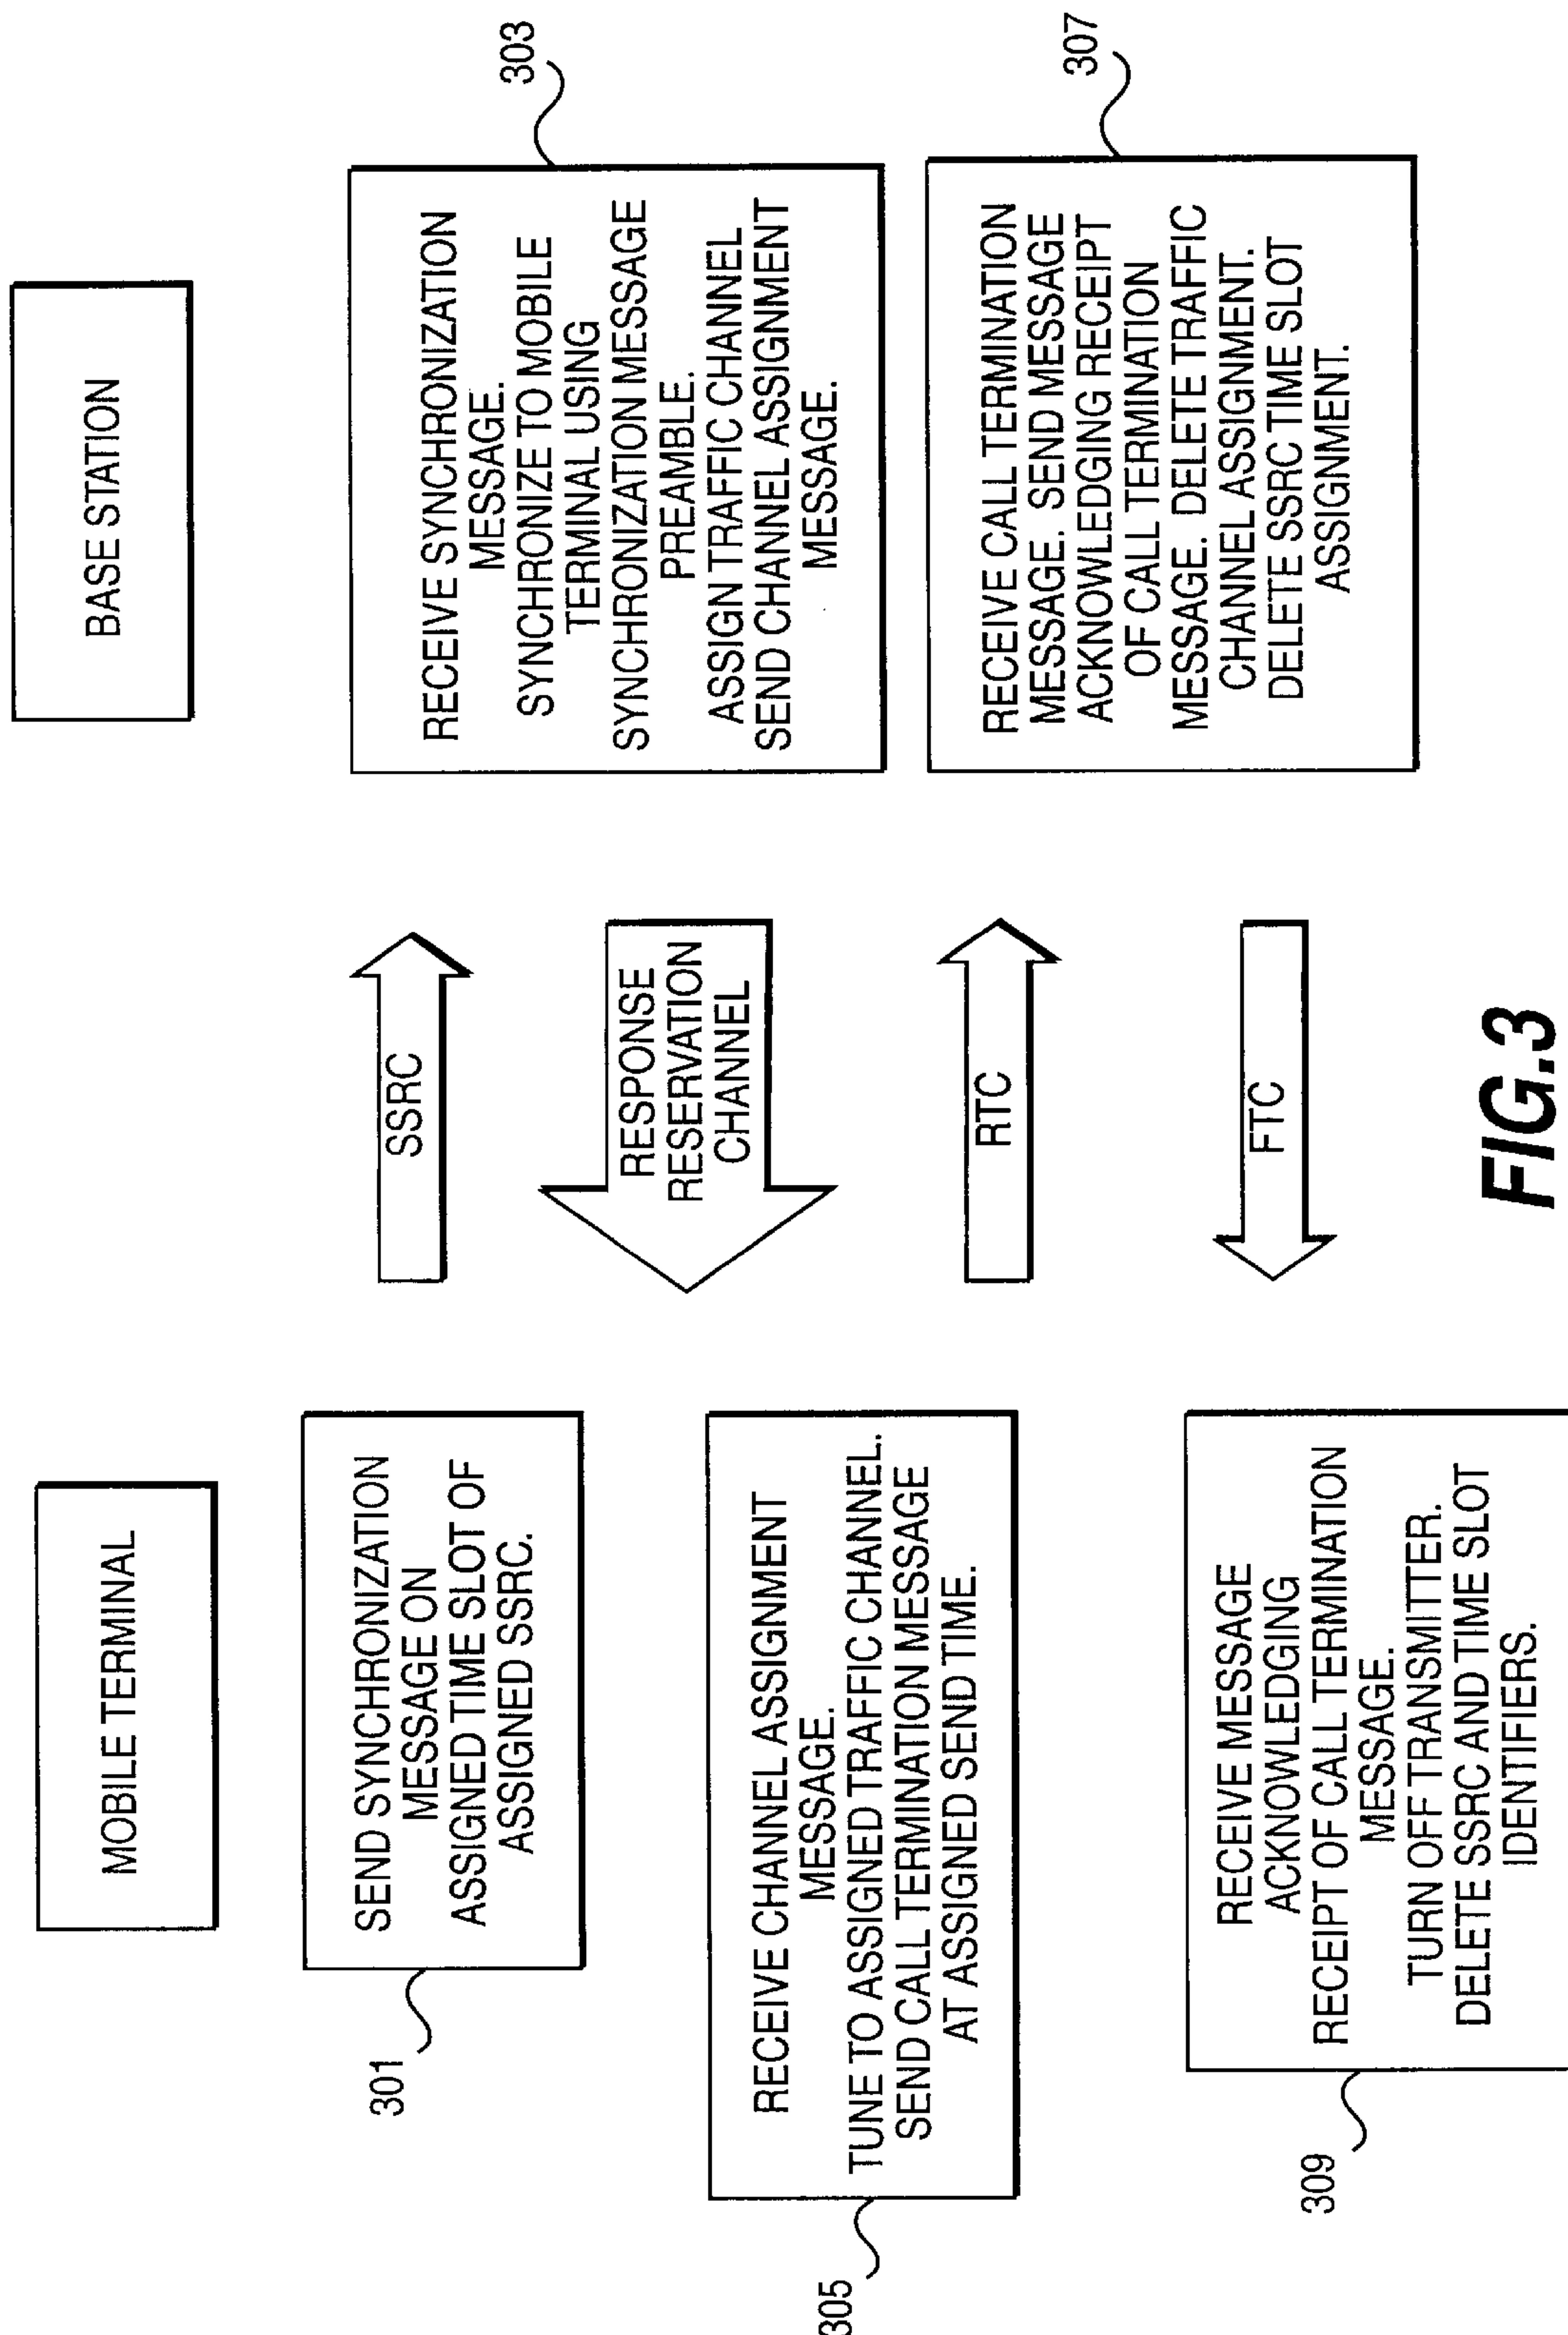 MOBILE TERMINAL
BASE STATION
301
SEND SYNCHRONIZATION
MESSAGE ON
ASSIGNED TIME SLOT OF
ASSIGNED SSRC.
SSRC
RECEIVE SYNCHRONIZATION
MESSAGE.
SYNCHRONIZE TO MOBILE
TERMINAL USING
SYNCHRONIZATION MESSAGE
PREAMBLE.
ASSIGN TRAFFIC CHANNEL
SEND CHANNEL ASSIGNMENT
MESSAGE.
303
RESPONSE
RESERVATION
CHANNEL
305
RECEIVE CHANNEL ASSIGNMENT
MESSAGE.
TUNE TO ASSIGNED TRAFFIC CHANNEL.
SEND CALL TERMINATION MESSAGE
AT ASSIGNED SEND TIME.
RTC
RECEIVE CALL TERMINATION
MESSAGE. SEND MESSAGE
ACKNOWLEDGING RECEIPT
OF CALL TERMINATION
MESSAGE. DELETE TRAFFIC
CHANNEL ASSIGNMENT.
DELETE SSRC TIME SLOT
ASSIGNMENT.
307
FTC
309
RECEIVE MESSAGE
ACKNOWLEDGING
RECEIPT OF CALL TERMINATION
MESSAGE.
TURN OFF TRANSMITTER.
DELETE SSRC AND TIME SLOT
IDENTIFIERS.
FIG.3